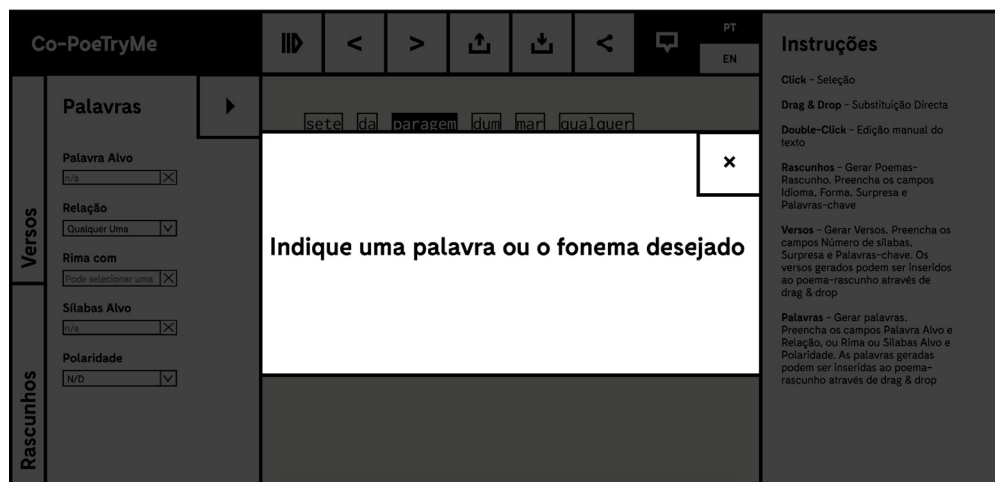 Co-PoeTryMe
PT
EN
Versos
Rascunhos
Palavras
Palavra Alvo
n/a
Relação
Qualquer Uma
Rima com
Pode selecionar uma
Sílabas Alvo
n/a
Polaridade
N/D
sete da paragem dum mar qualquer
Indique uma palavra ou o fonema desejado
Instruções
Click - Seleção
Drag & Drop - Substituição Directa
Double-Click - Edição manual do
texto
Rascunhos - Gerar Poemas-
Rascunho. Preencha os campos
Idioma, Forma, Surpresa e
Palavras-chave
Versos - Gerar Versos. Preencha os
campos Número de sílabas,
Surpresa e Palavras-chave. Os
versos gerados podem ser inseridos
ao poema-rascunho através de
drag & drop
Palavras - Gerar palavras.
Preencha os campos Palavra Alvo e
Relação, ou Rima ou Sílabas Alvo e
Polaridade. As palavras geradas
podem ser inseridas ao poema-
rascunho através de drag & drop